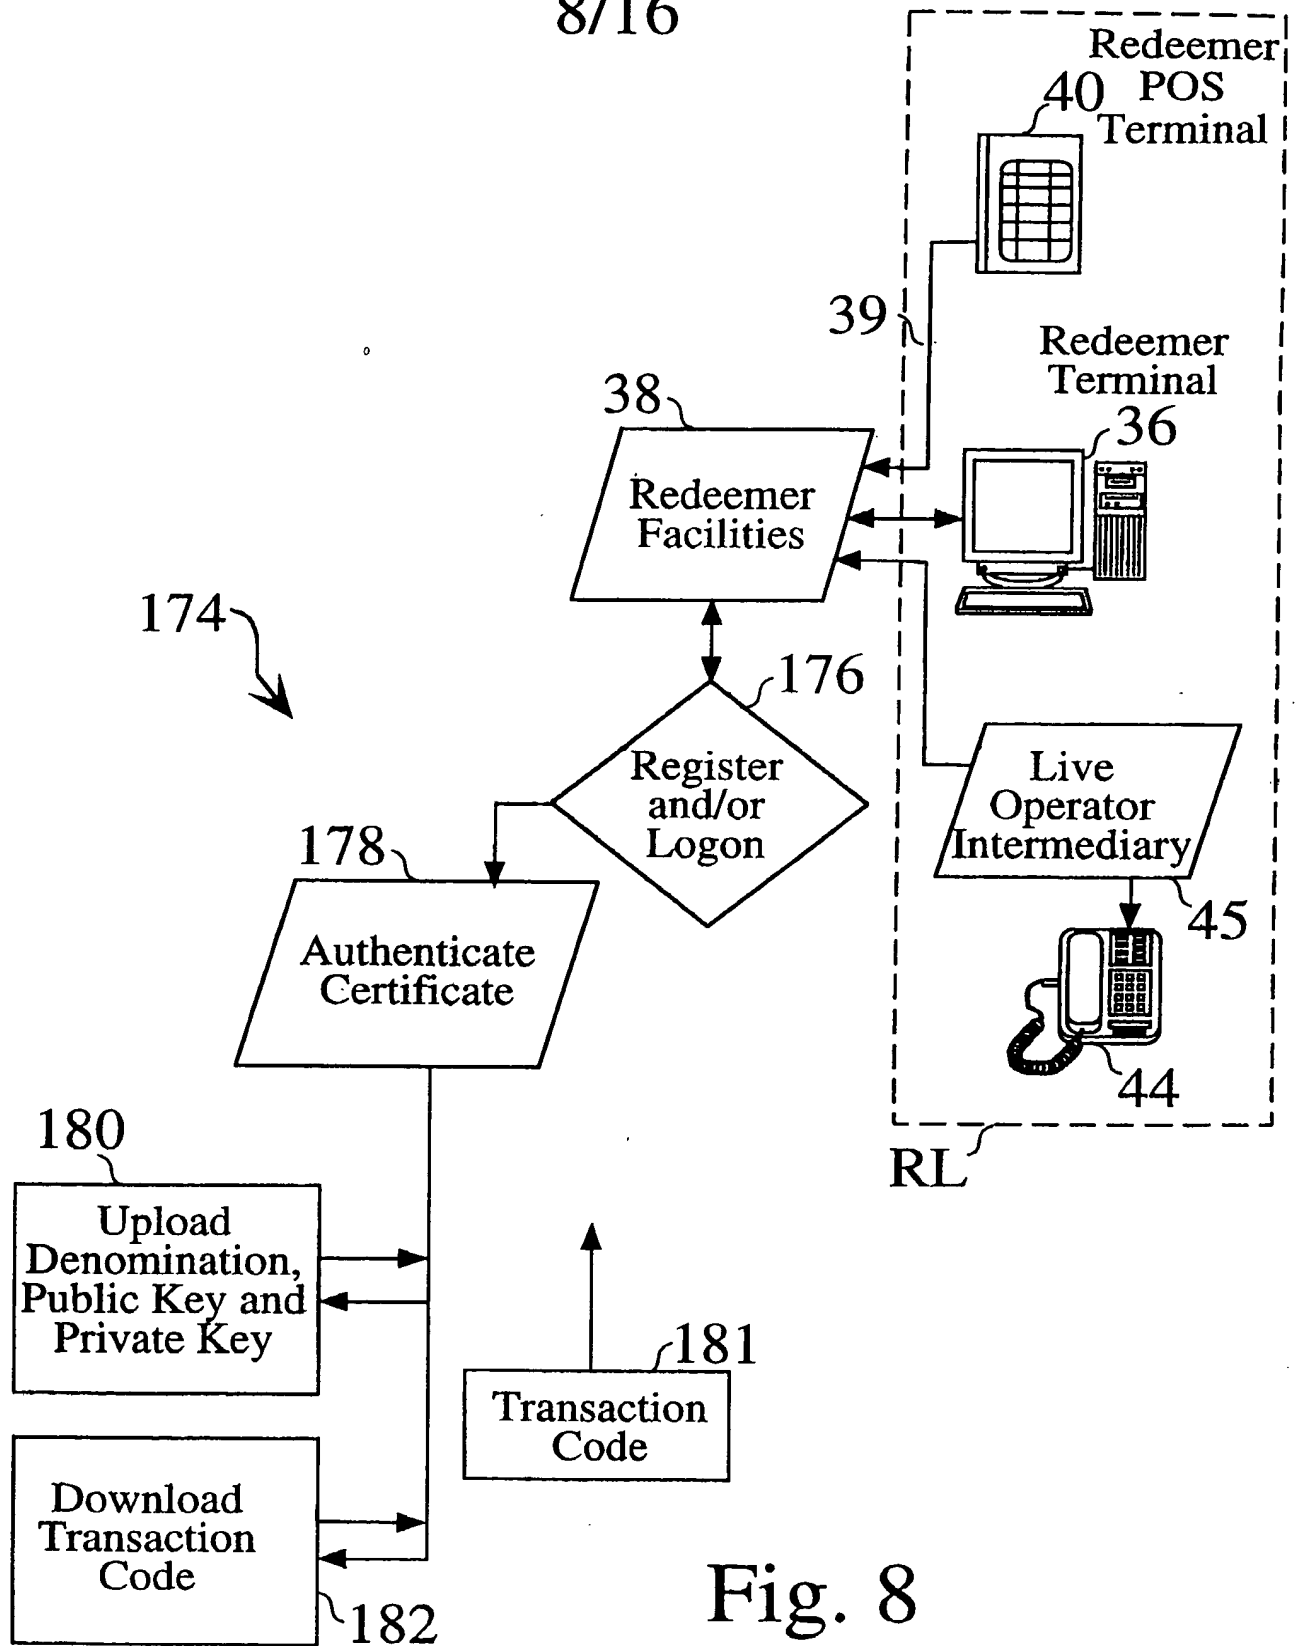 8/16
Redeemer
POS
Terminal
40
39
Redeemer
Terminal
36
38
Redeemer
Facilities
174
176
Register
and/or
Logon
Live
Operator
Intermediary
45
178
Authenticate
Certificate
44
RL
180
Upload
Denomination,
Public Key and
Private Key
181
Transaction
Code
Download
Transaction
Code
182
Fig. 8